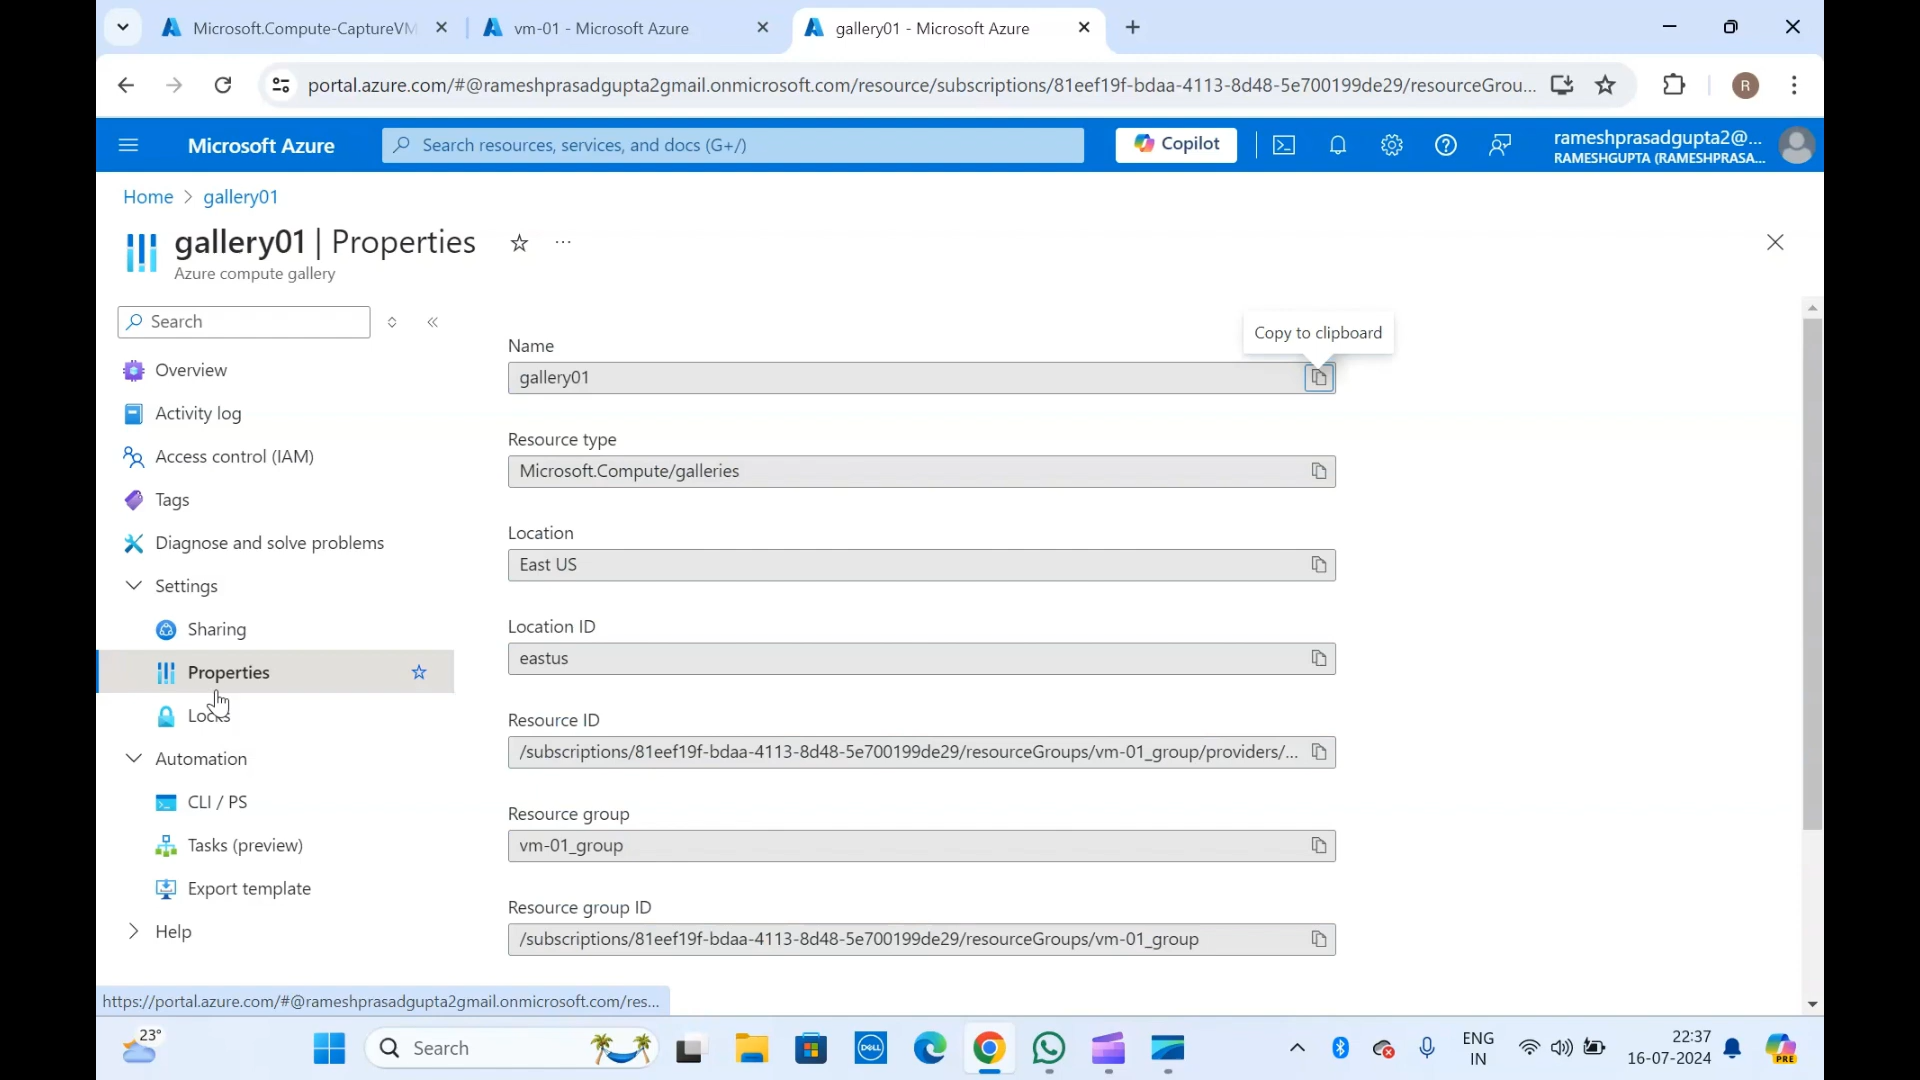 Microsoft.Compute-CaptureVM
vm-01 - Microsoft Azure
gallery01 - Microsoft Azure
portal.azure.com/#@rameshprasadgupta2gmail.onmicrosoft.com/resource/subscriptions/81eef19f-bdaa-4113-8d48-5e700199de29/resourceGrou...
R
Microsoft Azure
Search resources, services, and docs (G+/)
Copilot
rameshprasadgupta2@...
RAMESHGUPTA (RAMESHPRASA...
Home > gallery01
gallery01 | Properties
Azure compute gallery
Search
Overview
Activity log
Access control (IAM)
Tags
Diagnose and solve problems
Settings
Sharing
Properties
Locks
Automation
CLI / PS
Tasks (preview)
Export template
Help
Copy to clipboard
Name
gallery01
Resource type
Microsoft.Compute/galleries
Location
East US
Location ID
eastus
Resource ID
/subscriptions/81eef19f-bdaa-4113-8d48-5e700199de29/resourceGroups/vm-01_group/providers/...
Resource group
vm-01_group
Resource group ID
/subscriptions/81eef19f-bdaa-4113-8d48-5e700199de29/resourceGroups/vm-01_group
https://portal.azure.com/#@rameshprasadgupta2gmail.onmicrosoft.com/res...
23°
Search
DELL
ENG
IN
22:37
16-07-2024
PRE